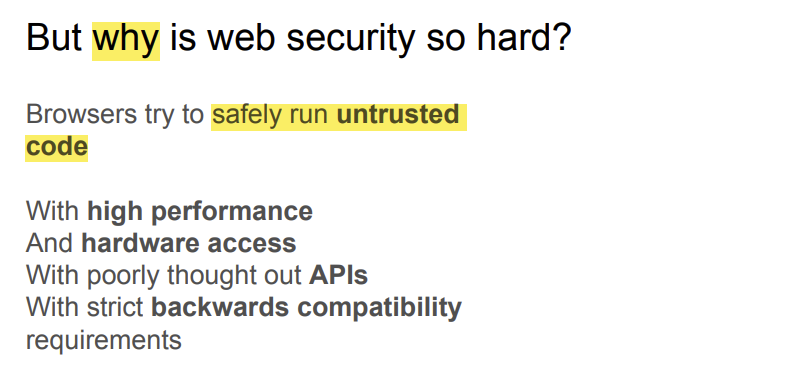 But why is web security so hard?
Browsers try to safely run untrusted
code
With high performance
And hardware access
With poorly thought out APIs
With strict backwards compatibility
requirements